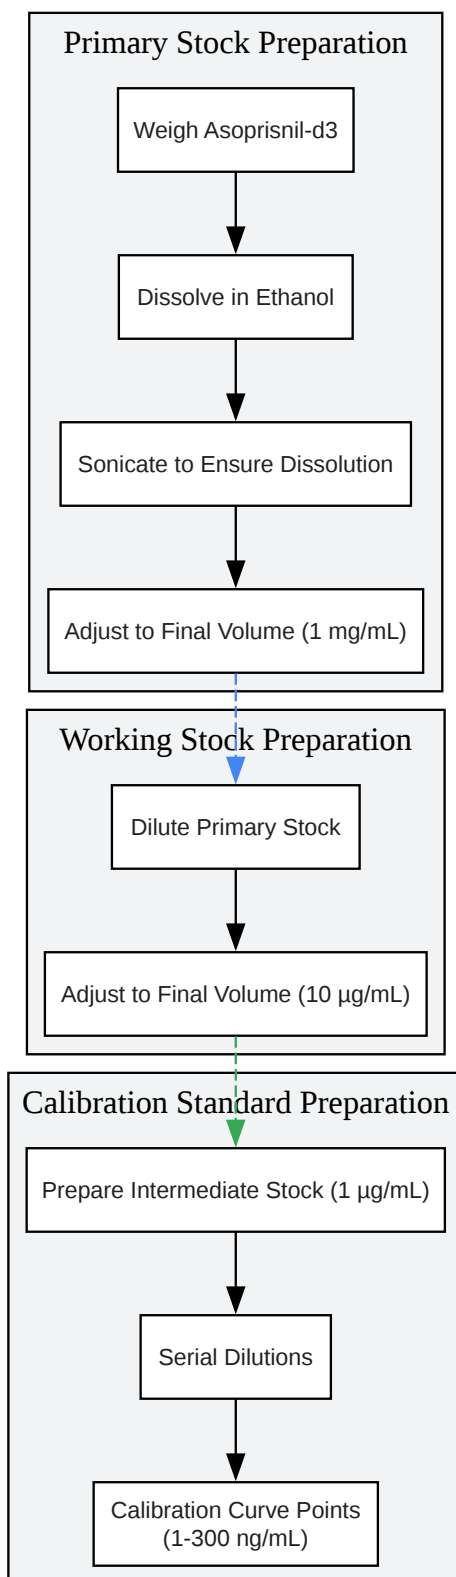 Primary Stock Preparation
Weigh Asoprisnil-d3
Dissolve in Ethanol
Sonicate to Ensure Dissolution
Adjust to Final Volume (1 mg/mL)
Working Stock Preparation
Dilute Primary Stock
Adjust to Final Volume (10 µg/mL)
Calibration Standard Preparation
Prepare Intermediate Stock (1 µg/mL)
Serial Dilutions
Calibration Curve Points
(1-300 ng/mL)